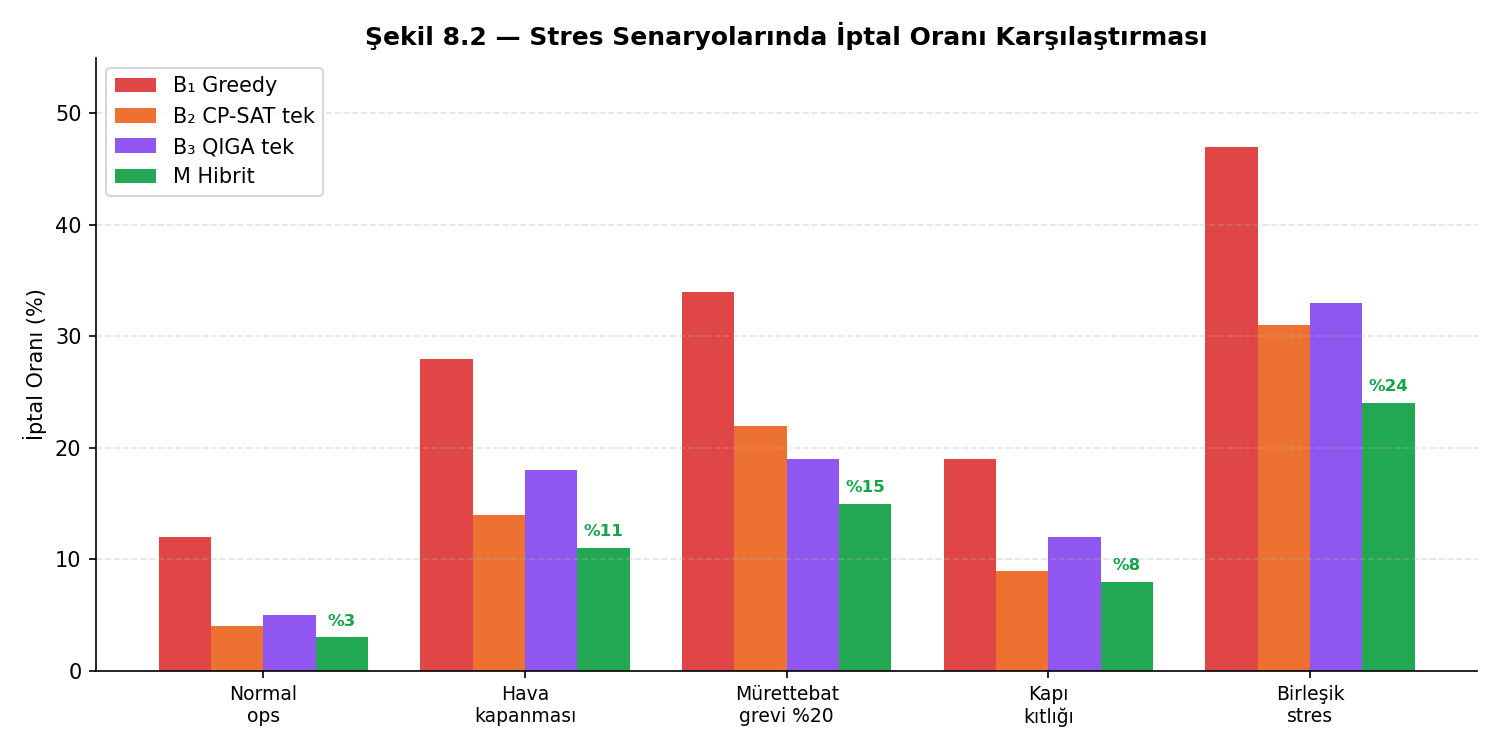 Şekil 8.2 — Stres Senaryolarında İptal Oranı Karşılaştırması
B₁ Greedy
B₂ CP-SAT tek
B₃ QIGA tek
M Hibrit
İptal Oranı (%)
50
40
30
20
10
0
%3
%11
%15
%8
%24
Normal
ops
Hava
kapanması
Mürettebat
grevi %20
Kapı
kıtlığı
Birleşik
stres